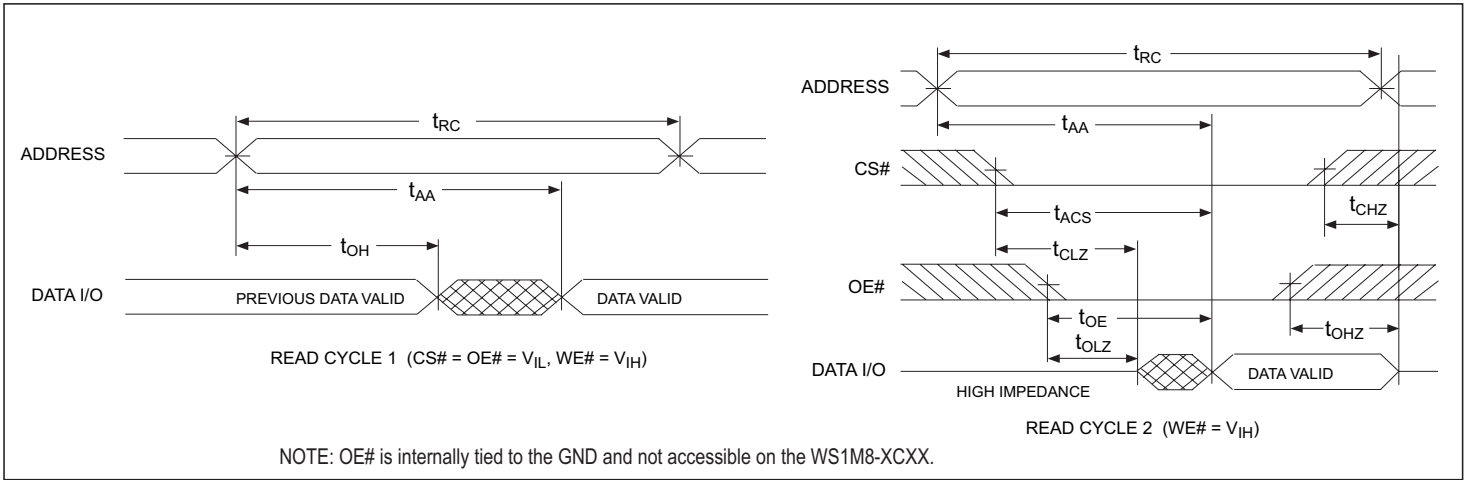 tRC
ADDRESS
tAA
tOH
DATA I/O
PREVIOUS DATA VALID
DATA VALID
READ CYCLE 1 (CS# = OE# = VIL, WE# = VIH)
tRC
ADDRESS
tAA
CS#
tACS
tCHZ
tCLZ
OE#
tOE
tOHZ
tOLZ
DATA I/O
HIGH IMPEDANCE
DATA VALID
READ CYCLE 2 (WE# = VIH)
NOTE: OE# is internally tied to the GND and not accessible on the WS1M8-XCXX.